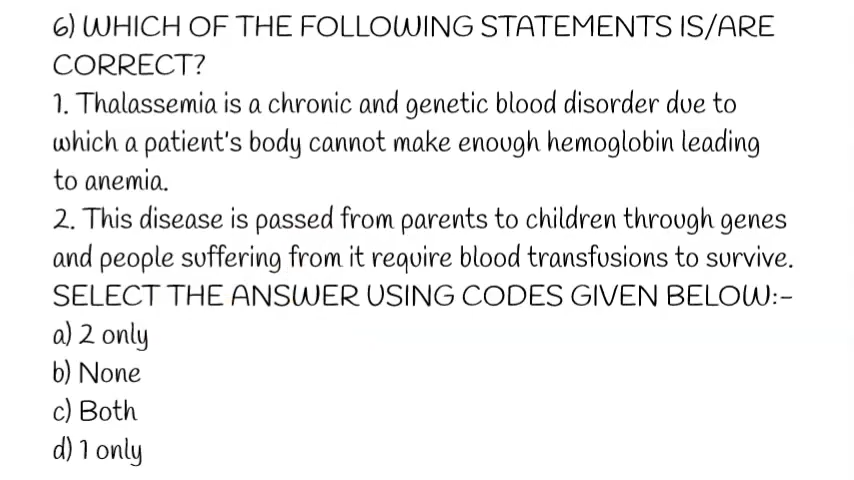 6) WHICH OF THE FOLLOWING STATEMENTS IS/ARE
CORRECT?
1. Thalassemia is a chronic and genetic blood disorder due to
which a patient's body cannot make enough hemoglobin leading
to anemia.
2. This disease is passed from parents to children through genes
and people suffering from it require blood transfusions to survive.
SELECT THE ANSWER USING CODES GIVEN BELOW:-
a) 2 only
b) None
c) Both
d) 1 only